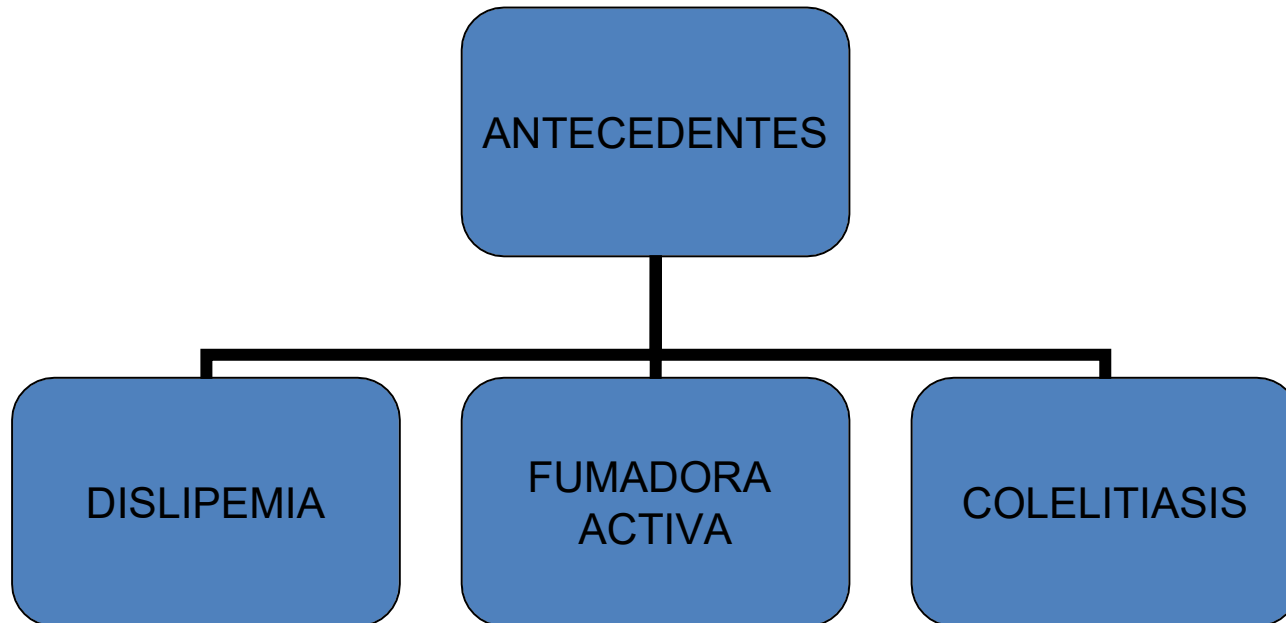 ANTECEDENTES
DISLIPEMIA
FUMADORA
ACTIVA
COLELITIASIS